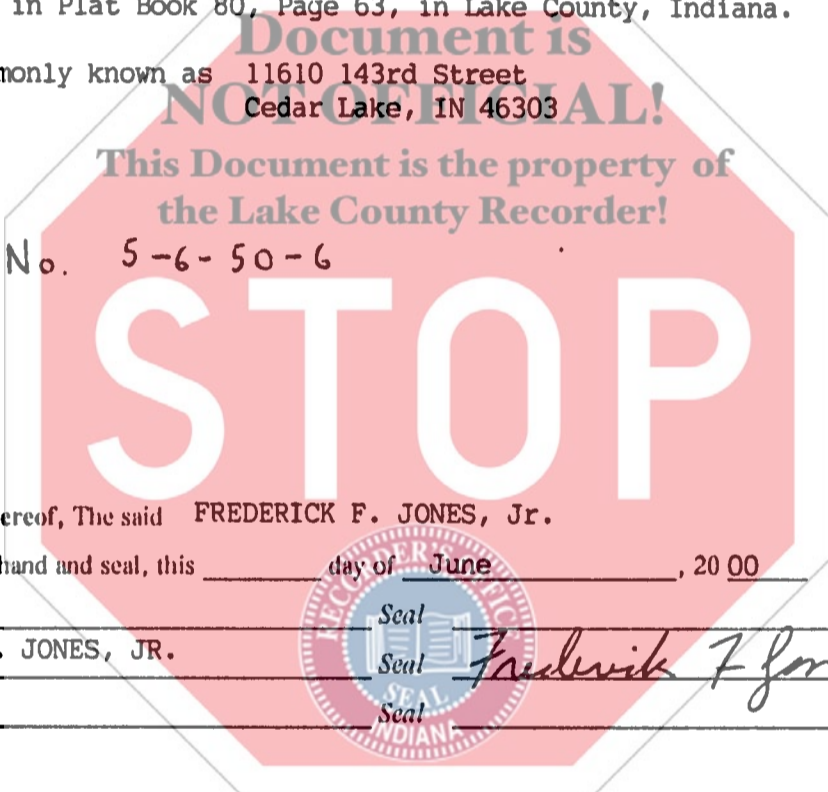 in Plat Book 80, Page 63, in Lake County, Indiana.
Document is
monly known as 11610 143rd Street
NOT OFFICIAL!
Cedar Lake, IN 46303
This Document is the property of
the Lake County Recorder!
No. 5-6-50-6
STOP
ereof, The said FREDERICK F. JONES, Jr.
hand and seal, this ________ day of June, 20 00
RECORDER'S OFFICE
Seal
. JONES, JR. Seal Frederick F Jon
SEAL
Seal
INDIANA